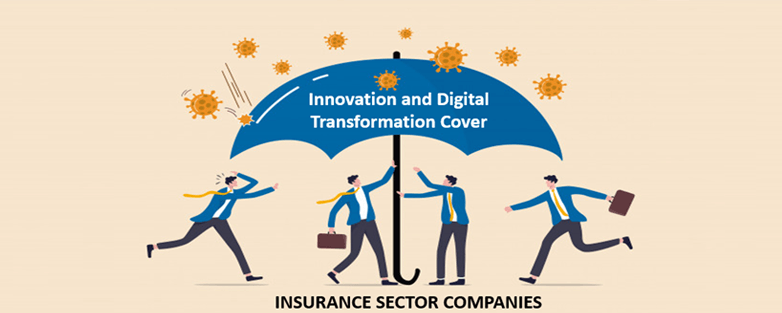 Innovation and Digital
Transformation Cover
INSURANCE SECTOR COMPANIES